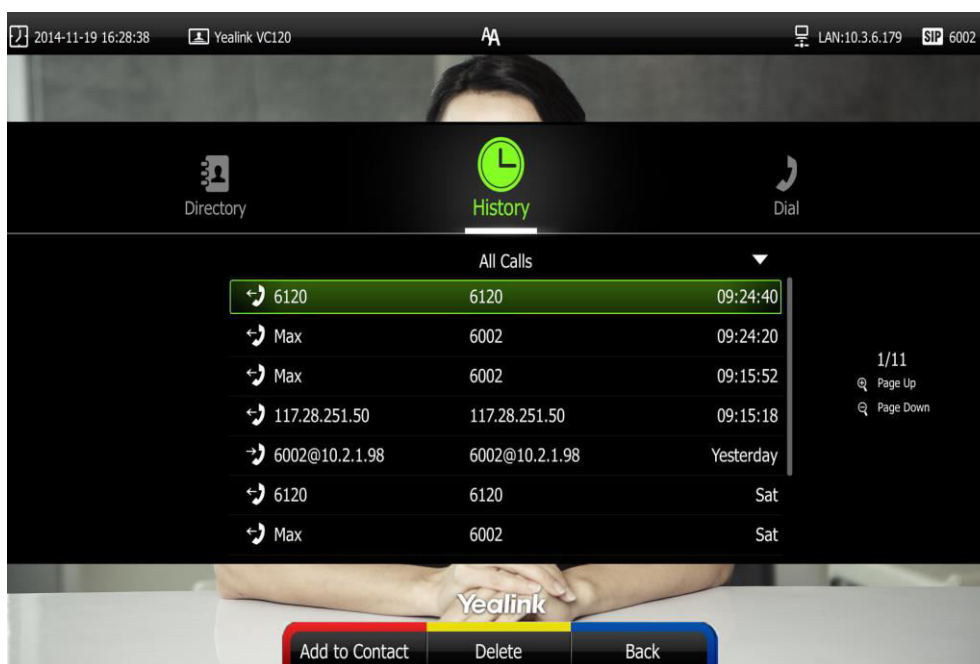 2014-11-19 16:28:38 Yealink VC120 AA LAN:10.3.6.179 SIP 6002
Directory History Dial
All Calls
6120 6120 09:24:40
Max 6002 09:24:20
Max 6002 09:15:52
117.28.251.50 117.28.251.50 09:15:18
6002@10.2.1.98 6002@10.2.1.98 Yesterday
6120 6120 Sat
Max 6002 Sat
1/11
Page Up
Page Down
Yealink
Add to Contact Delete Back